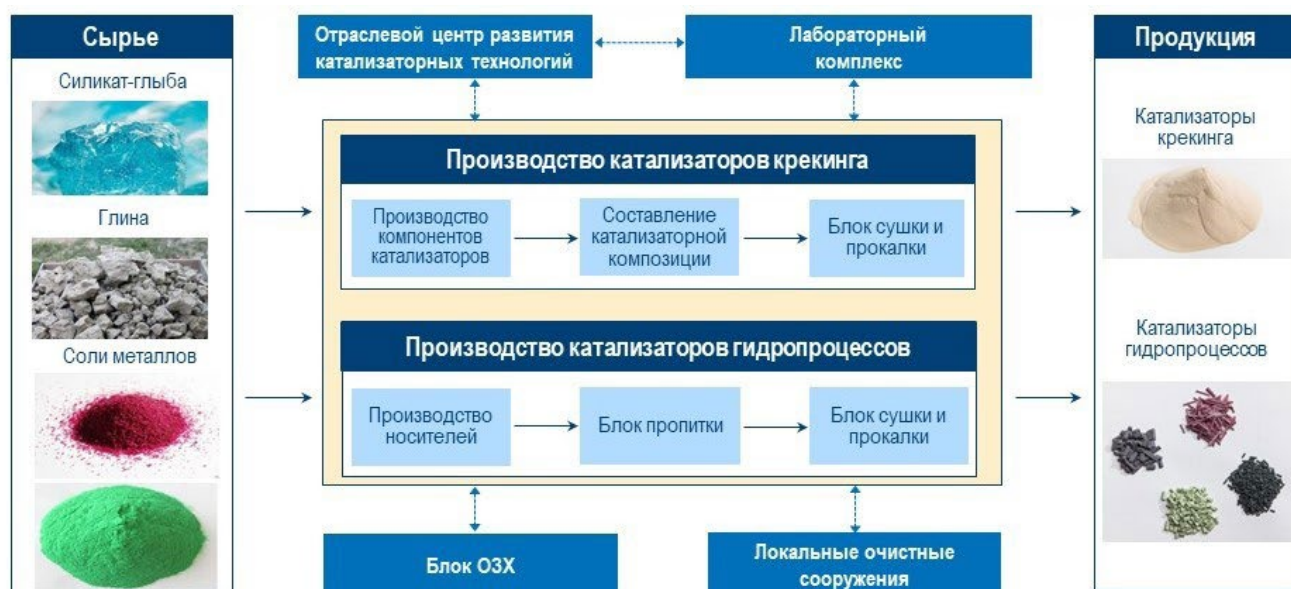 Сырье
Силикат-глыба
Глина
Соли металлов
Отраслевой центр развития
катализаторных технологий
Лабораторный
комплекс
Производство катализаторов крекинга
Производство
компонентов
катализаторов
Составление
катализаторной
композиции
Блок сушки и
прокалки
Производство катализаторов гидропроцессов
Производство
носителей
Блок пропитки
Блок сушки и
прокалки
Блок ОЗХ
Локальные очистные
сооружения
Продукция
Катализаторы
крекинга
Катализаторы
гидропроцессов